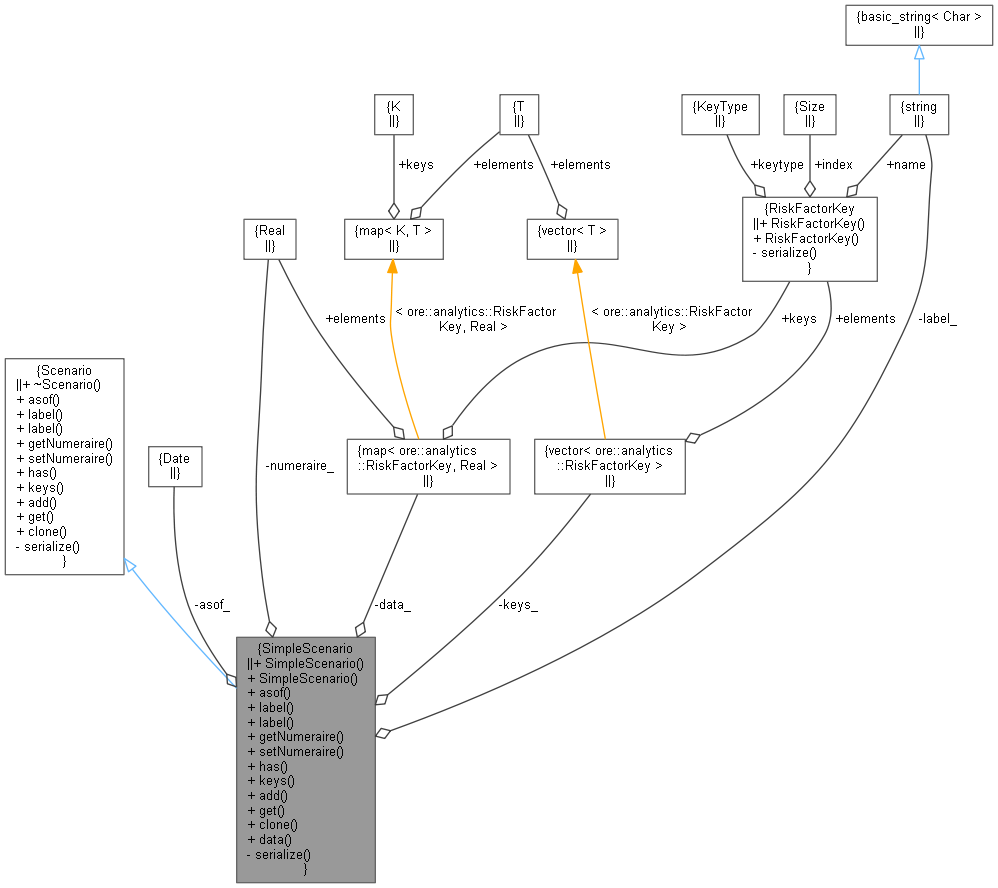 {basic_string< Char >
||}
{K
||}
{T
||}
{KeyType
||}
{Size
||}
{string
||}
+keys
+elements
+elements
+keytype
+index
+name
{Real
||}
{map< K, T >
||}
{vector< T >
||}
{RiskFactorKey
||+ RiskFactorKey()
+ RiskFactorKey()
- serialize()
}
+elements
< ore::analytics::RiskFactor
Key, Real >
< ore::analytics::RiskFactor
Key >
+keys
+elements
-label_
{Scenario
||+ ~Scenario()
+ asof()
+ label()
+ label()
+ getNumeraire()
+ setNumeraire()
+ has()
+ keys()
+ add()
+ get()
+ clone()
- serialize()
}
{Date
||}
-numeraire_
{map< ore::analytics
::RiskFactorKey, Real >
||}
{vector< ore::analytics
::RiskFactorKey >
||}
-asof_
-data_
-keys_
{SimpleScenario
||+ SimpleScenario()
+ SimpleScenario()
+ asof()
+ label()
+ label()
+ getNumeraire()
+ setNumeraire()
+ has()
+ keys()
+ add()
+ get()
+ clone()
+ data()
- serialize()
}